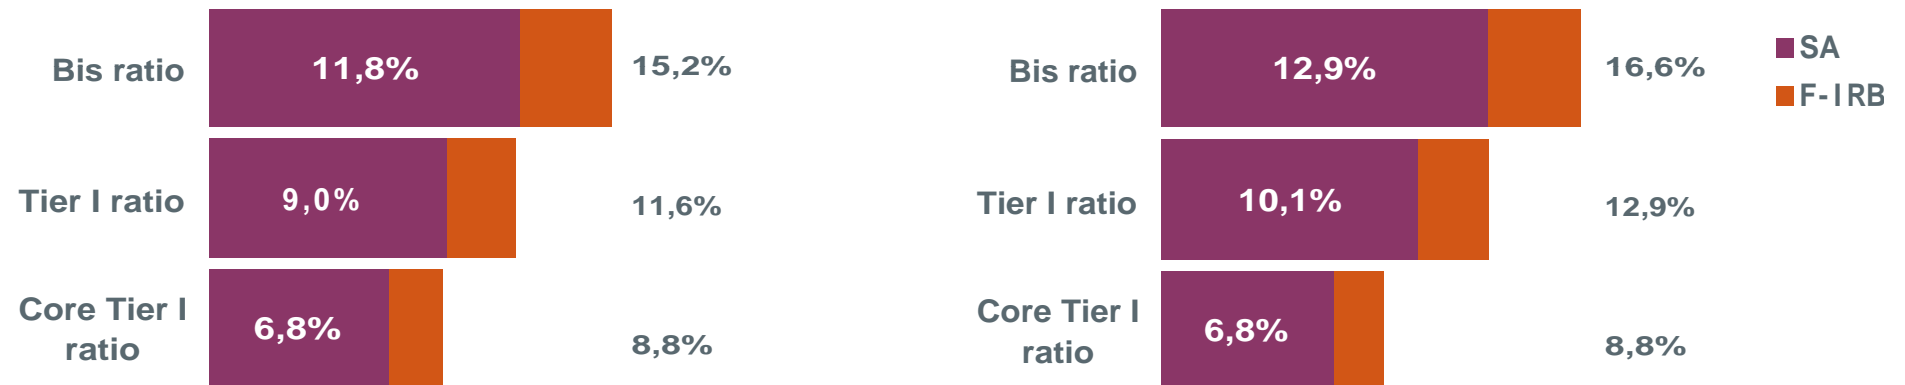 Bis ratio
11,8%
15,2%
Tier I ratio
9,0%
11,6%
Core Tier I
ratio
6,8%
8,8%
Bis ratio
12,9%
16,6%
Tier I ratio
10,1%
12,9%
Core Tier I
ratio
6,8%
8,8%
SA
F-IRB